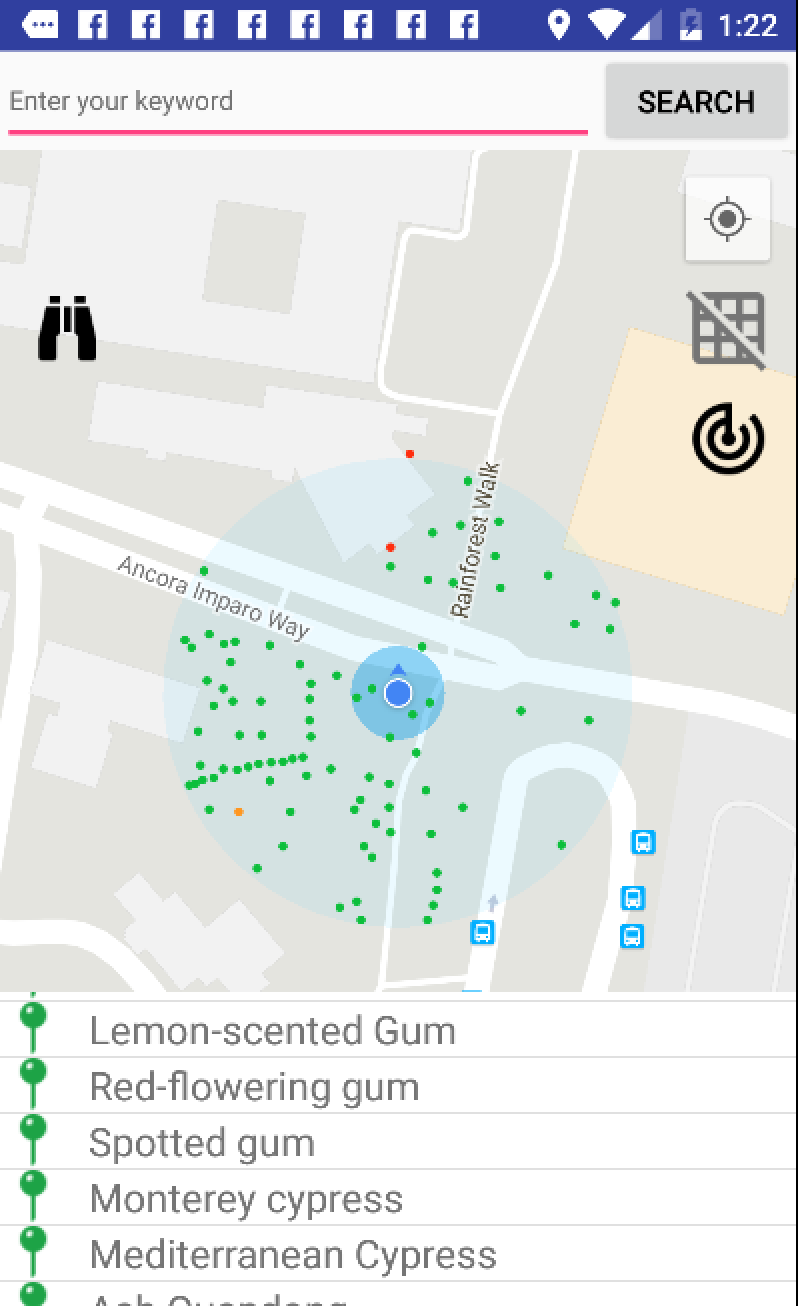 1:22
Enter your keyword
SEARCH
Rainforest Walk
Ancora Imparo Way
Lemon-scented Gum
Red-flowering gum
Spotted gum
Monterey cypress
Mediterranean Cypress